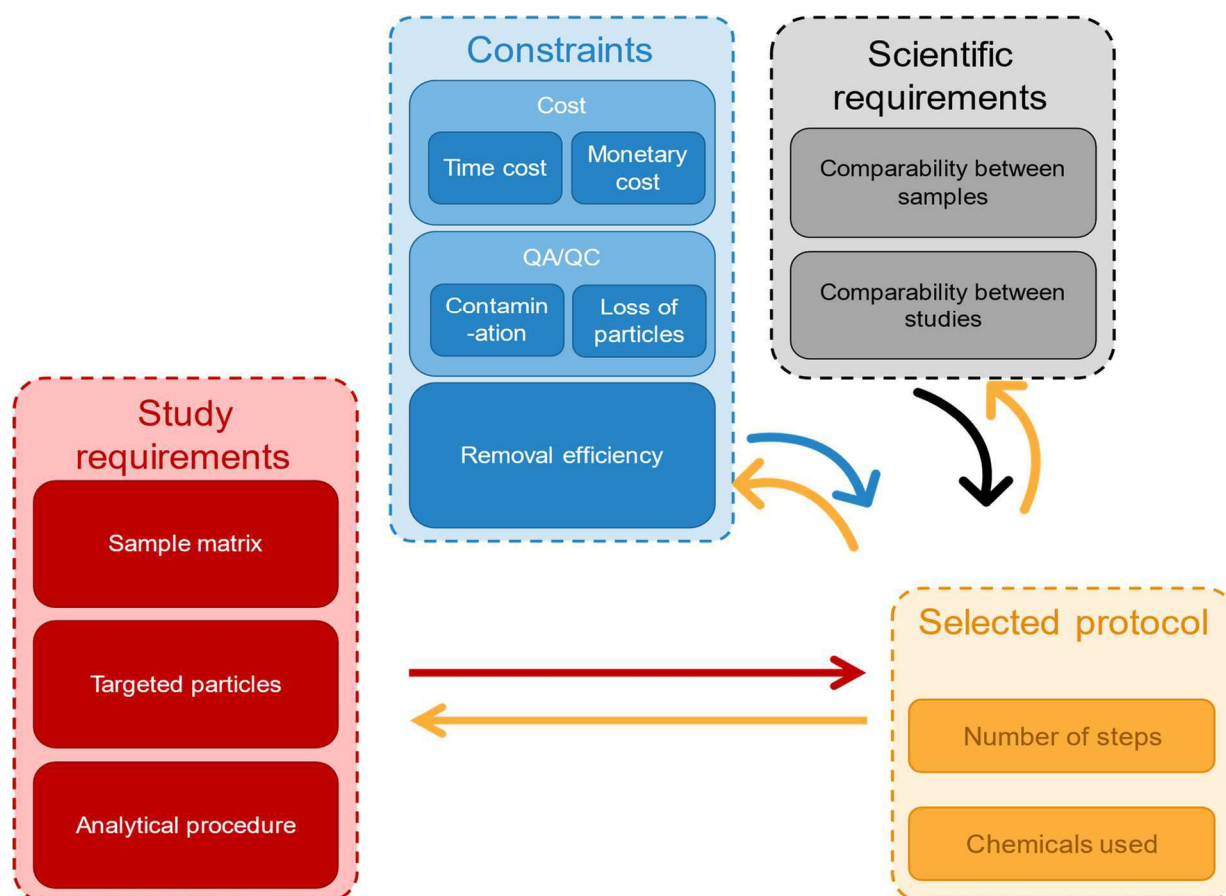 Constraints
Cost
Time cost
Monetary
cost
QA/QC
Contamin
-ation
Loss of
particles
Removal efficiency
Scientific
requirements
Comparability between
samples
Comparability between
studies
Study
requirements
Sample matrix
Targeted particles
Analytical procedure
Selected protocol
Number of steps
Chemicals used